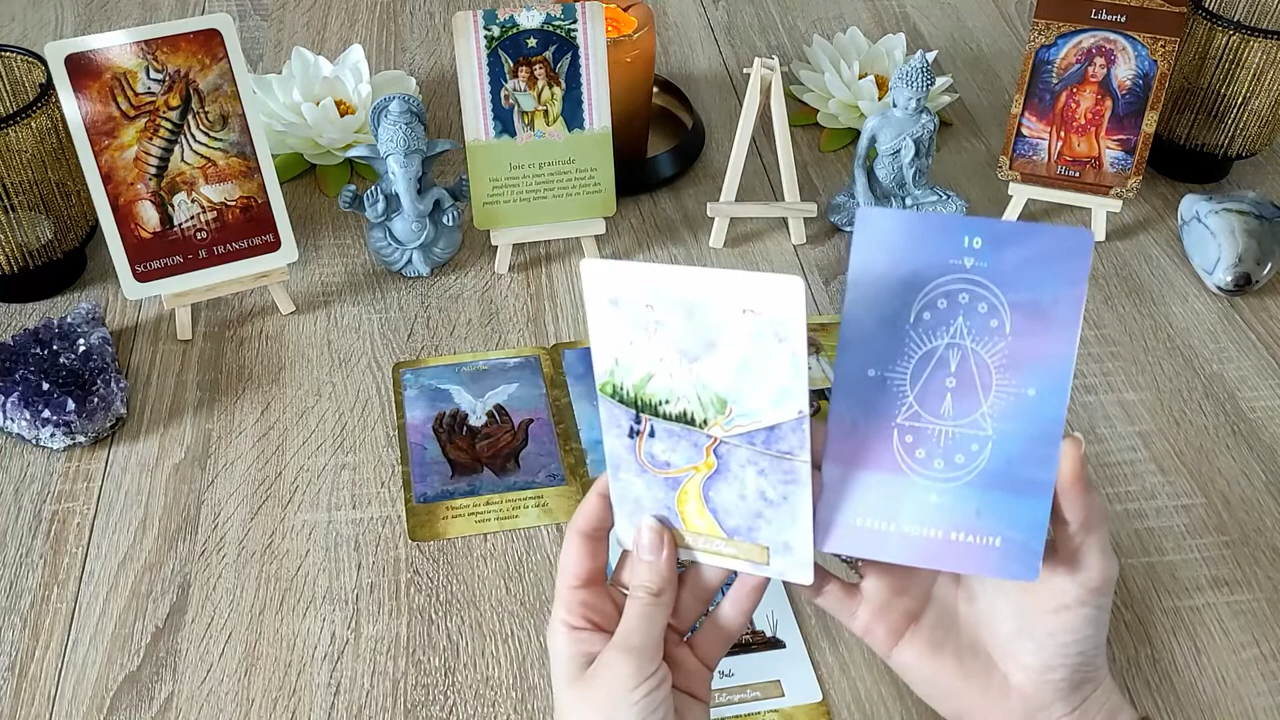 20
SCORPION - JE TRANSFORME
17
Joie et gratitude
Voici venus des jours meilleurs. Finis les
problèmes ! La lumière est au bout du
tunnel ! Il est temps pour vous de faire des
projets sur le long terme. Ayez foi en l'avenir !
Liberté
Hina
10
VOTRE RÉALITÉ
Vouloir les choses intensément
et sans impatience, c'est la clé de
votre réussite.
Yule
Introspection